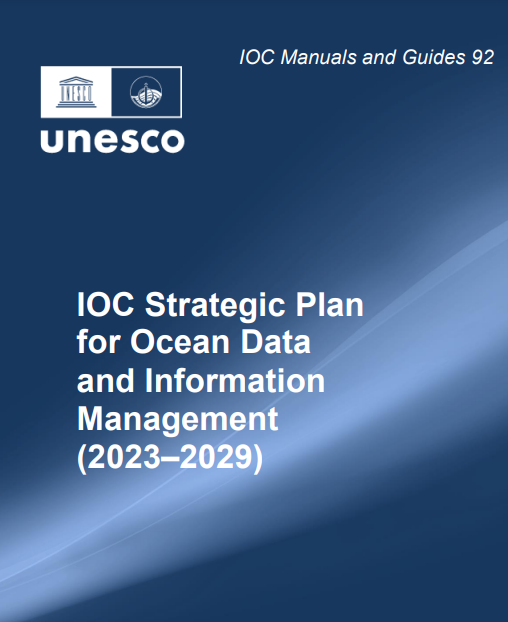 IOC Manuals and Guides 92
unesco
IOC Strategic Plan
for Ocean Data
and Information
Management
(2023–2029)